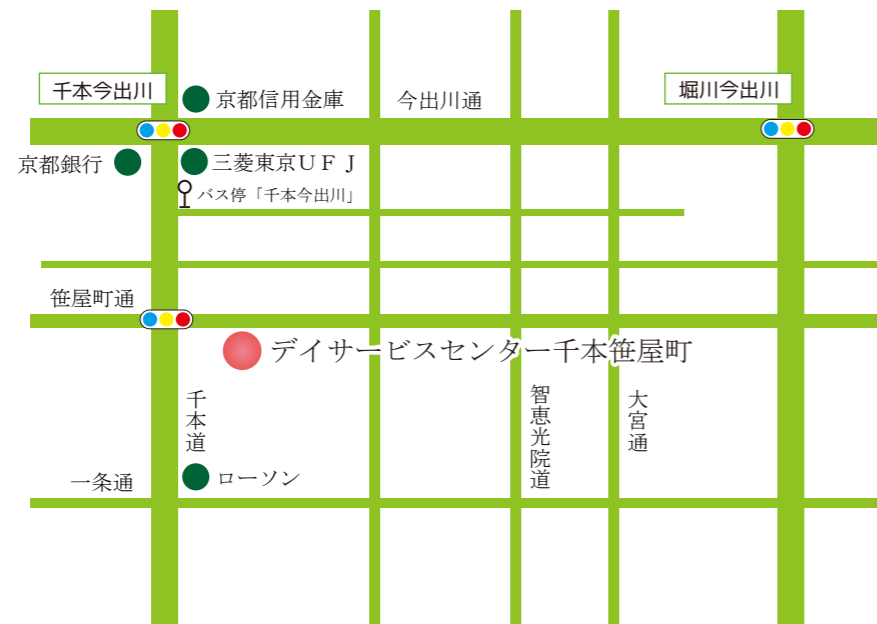 千本今出川
京都信用金庫
今出川通
堀川今出川
京都銀行
三菱東京UFJ
バス停「千本今出川」
笹屋町通
デイサービスセンター千本笹屋町
千本道
智恵光院道
大宮通
一条通
ローソン